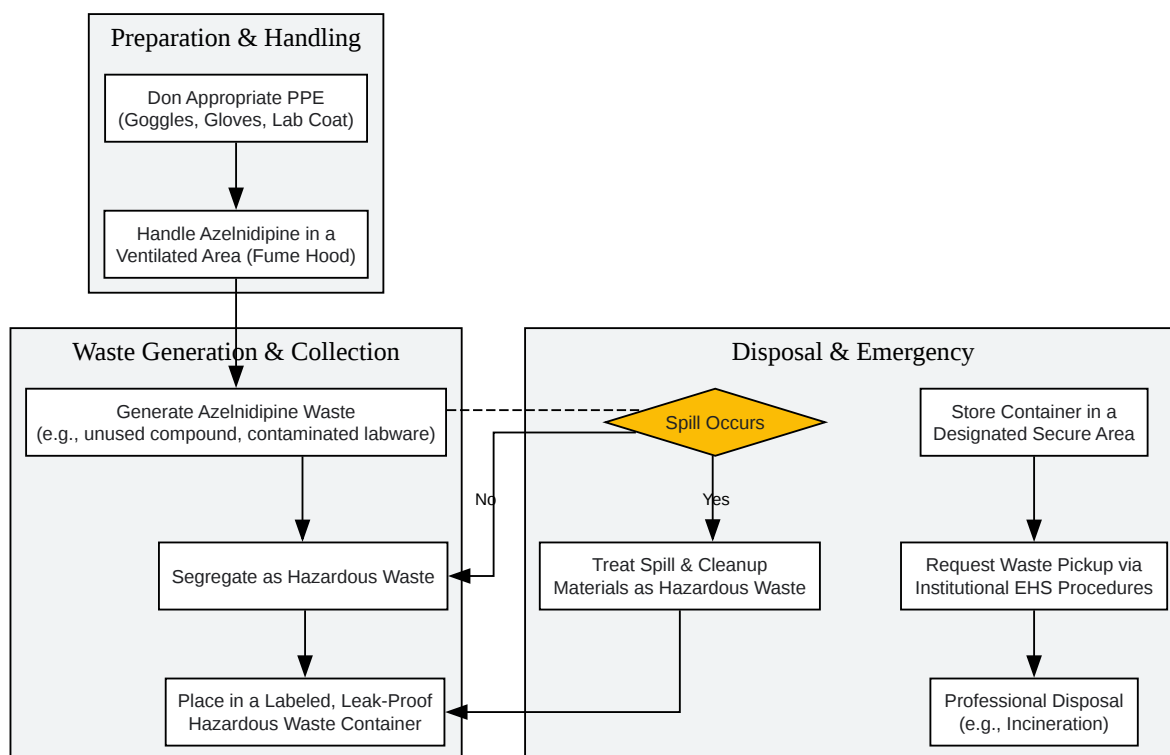 Preparation & Handling
Don Appropriate PPE
(Goggles, Gloves, Lab Coat)
Handle Azelnidipine in a
Ventilated Area (Fume Hood)
Waste Generation & Collection
Generate Azelnidipine Waste
(e.g., unused compound, contaminated labware)
Segregate as Hazardous Waste
Place in a Labeled, Leak-Proof
Hazardous Waste Container
Disposal & Emergency
Spill Occurs
No
Yes
Treat Spill & Cleanup
Materials as Hazardous Waste
Store Container in a
Designated Secure Area
Request Waste Pickup via
Institutional EHS Procedures
Professional Disposal
(e.g., Incineration)